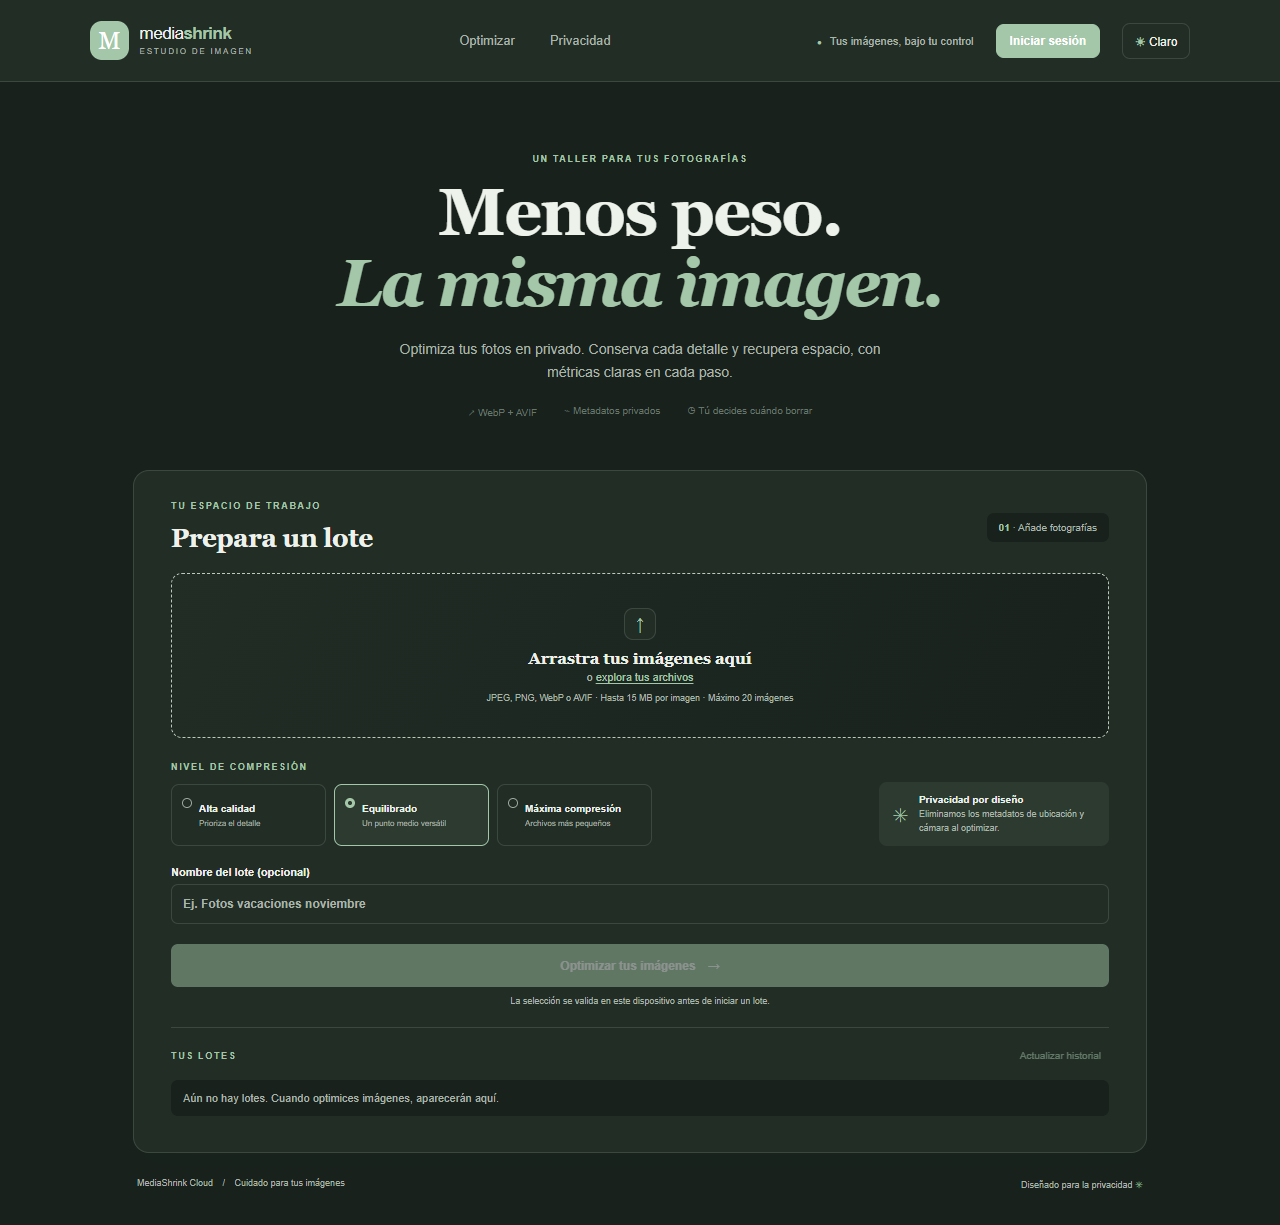 M
mediashrink
ESTUDIO DE IMAGEN
Optimizar
Privacidad
Tus imágenes, bajo tu control
Iniciar sesión
Claro
UN TALLER PARA TUS FOTOGRAFÍAS
Menos peso.
La misma imagen.
Optimiza tus fotos en privado. Conserva cada detalle y recupera espacio, con
métricas claras en cada paso.
WebP + AVIF
Metadatos privados
Tú decides cuándo borrar
TU ESPACIO DE TRABAJO
Prepara un lote
01 · Añade fotografías
↑
Arrastra tus imágenes aquí
o explora tus archivos
JPEG, PNG, WebP o AVIF · Hasta 15 MB por imagen · Máximo 20 imágenes
NIVEL DE COMPRESIÓN
Alta calidad
Prioriza el detalle
Equilibrado
Un punto medio versátil
Máxima compresión
Archivos más pequeños
Privacidad por diseño
Eliminamos los metadatos de ubicación y
cámara al optimizar.
Nombre del lote (opcional)
Ej. Fotos vacaciones noviembre
Optimizar tus imágenes →
La selección se valida en este dispositivo antes de iniciar un lote.
TUS LOTES
Actualizar historial
Aún no hay lotes. Cuando optimices imágenes, aparecerán aquí.
MediaShrink Cloud / Cuidado para tus imágenes
Diseñado para la privacidad ✳